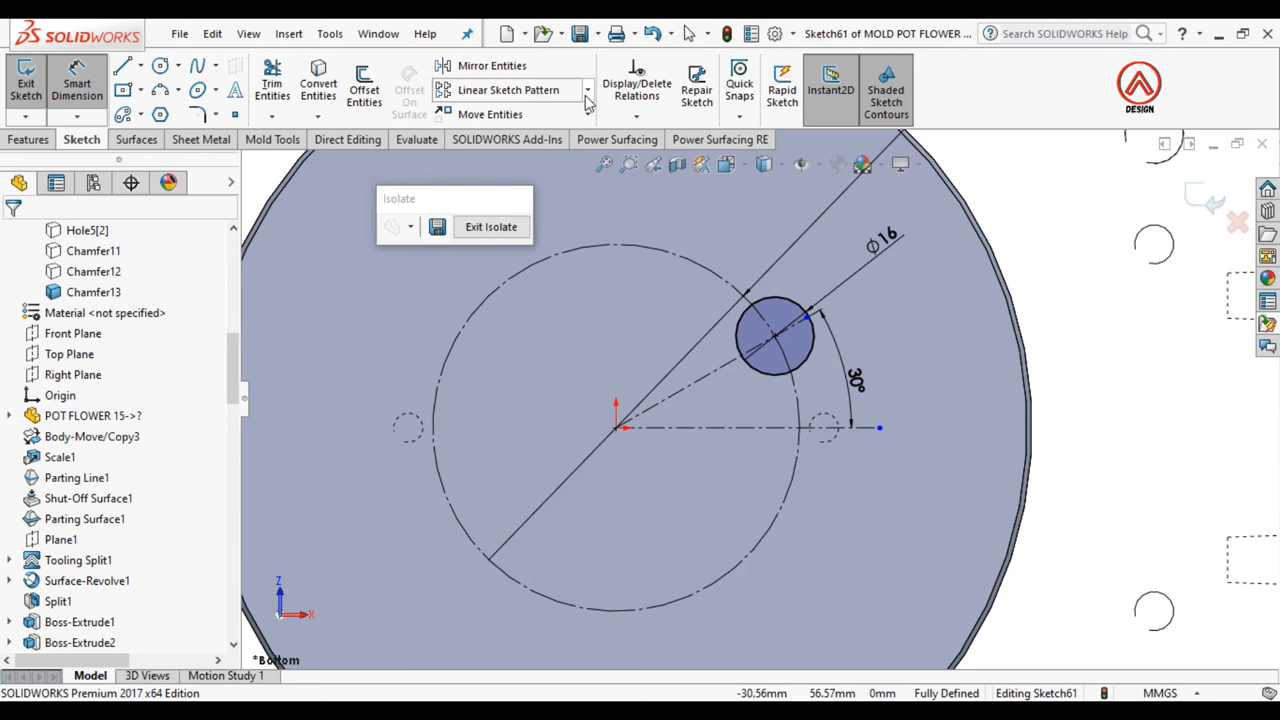 SOLIDWORKS
File
Edit
View
Insert
Tools
Window
Help
Sketch61 of MOLD POT FLOWER ...
Search SOLIDWORKS Help
?
Exit Sketch
Smart Dimension
Trim Entities
Convert Entities
Offset Entities
Offset On Surface
Mirror Entities
Linear Sketch Pattern
Move Entities
Display/Delete Relations
Repair Sketch
Quick Snaps
Rapid Sketch
Instant2D
Shaded Sketch Contours
DESIGN
Features
Sketch
Surfaces
Sheet Metal
Mold Tools
Direct Editing
Evaluate
SOLIDWORKS Add-Ins
Power Surfacing
Power Surfacing RE
Isolate
Exit Isolate
Hole5[2]
Chamfer11
Chamfer12
Chamfer13
Material <not specified>
Front Plane
Top Plane
Right Plane
Origin
POT FLOWER 15->?
Body-Move/Copy3
Scale1
Parting Line1
Shut-Off Surface1
Parting Surface1
Plane1
Tooling Split1
Surface-Revolve1
Split1
Boss-Extrude1
Boss-Extrude2
∅16
30°
Z
X
*Bottom
Model
3D Views
Motion Study 1
SOLIDWORKS Premium 2017 x64 Edition
-30.56mm
56.57mm
0mm
Fully Defined
Editing Sketch61
MMGS